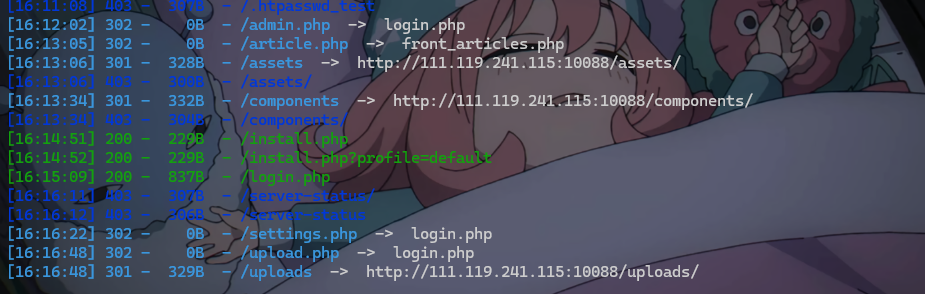 [16:11:08] 403 -   307B  - /.htpasswd_test
[16:12:02] 302 -     0B  - /admin.php  ->  login.php
[16:13:05] 302 -     0B  - /article.php  ->  front_articles.php
[16:13:06] 301 -   328B  - /assets  ->  http://111.119.241.115:10088/assets/
[16:13:06] 403 -   300B  - /assets/
[16:13:34] 301 -   332B  - /components  ->  http://111.119.241.115:10088/components/
[16:13:34] 403 -   304B  - /components/
[16:14:51] 200 -   229B  - /install.php
[16:14:52] 200 -   229B  - /install.php?profile=default
[16:15:09] 200 -   837B  - /login.php
[16:16:11] 403 -   307B  - /server-status/
[16:16:12] 403 -   306B  - /server-status
[16:16:22] 302 -     0B  - /settings.php  ->  login.php
[16:16:48] 302 -     0B  - /upload.php  ->  login.php
[16:16:48] 301 -   329B  - /uploads  ->  http://111.119.241.115:10088/uploads/